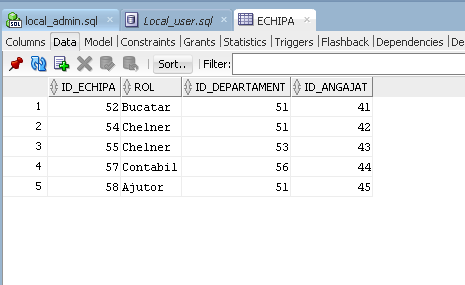 local_admin.sql Local_user.sql ECHIPA
Columns Data Model Constraints Grants Statistics Triggers Flashback Dependencies De
Sort.. Filter:
ID_ECHIPA ROL ID_DEPARTAMENT ID_ANGAJAT
1 52 Bucatar 51 41
2 54 Chelner 51 42
3 55 Chelner 53 43
4 57 Contabil 56 44
5 58 Ajutor 51 45